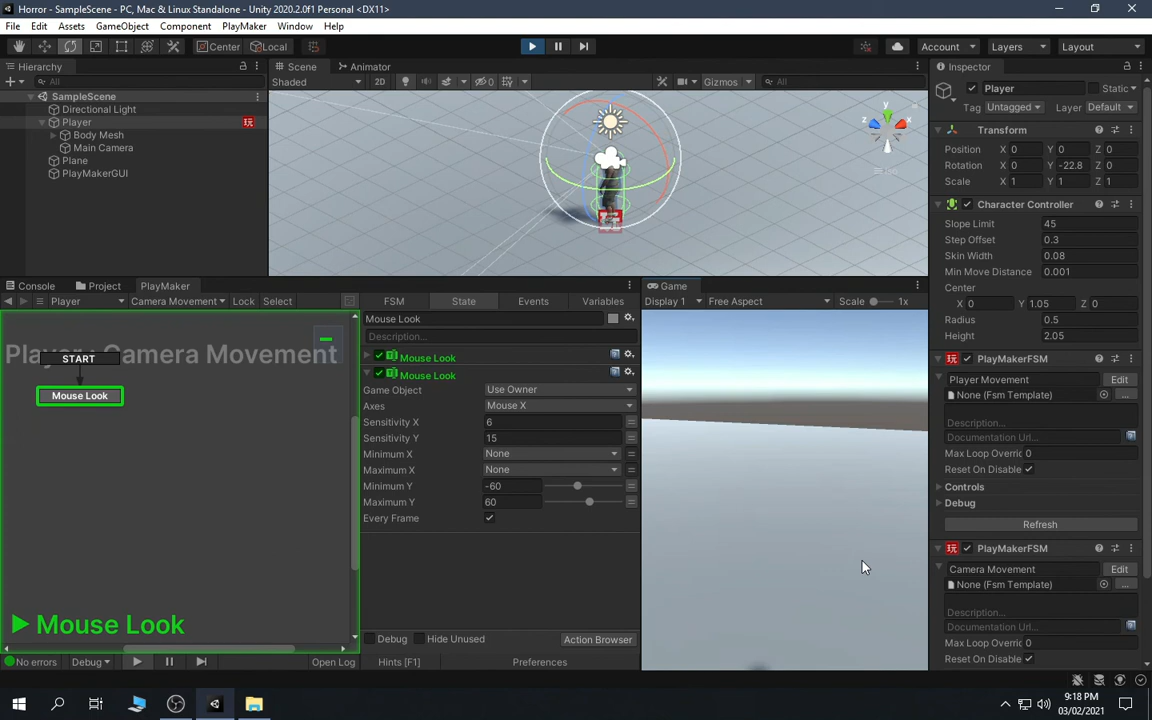 Horror - SampleScene - PC, Mac & Linux Standalone - Unity 2020.2.0f1 Personal <DX11>
File Edit Assets GameObject Component PlayMaker Window Help
Center Local Account Layers Layout
Hierarchy
All
SampleScene
Directional Light
Player
Body Mesh
Main Camera
Plane
PlayMakerGUI
Scene Animator
Shaded 2D 0 Gizmos All
y
z x
Iso
Inspector
Player Static
Tag Untagged Layer Default
Transform
Position X 0 Y 0 Z 0
Rotation X 0 Y -22.8 Z 0
Scale X 1 Y 1 Z 1
Character Controller
Slope Limit 45
Step Offset 0.3
Skin Width 0.08
Min Move Distance 0.001
Center
X 0 Y 1.05 Z 0
Radius 0.5
Height 2.05
PlayMakerFSM
Player Movement Edit
None (Fsm Template) ...
Description...
Documentation Url...
Max Loop Overric 0
Reset On Disable
Controls
Debug
Refresh
PlayMakerFSM
Camera Movement Edit
None (Fsm Template) ...
Description...
Documentation Url...
Max Loop Overric 0
Reset On Disable
Console Project PlayMaker
Player Camera Movement Lock Select
Player : Camera Movement
START
Mouse Look
Mouse Look
No errors Debug Open Log
FSM State Events Variables
Mouse Look
Description...
Mouse Look
Mouse Look
Game Object Use Owner
Axes Mouse X
Sensitivity X 6
Sensitivity Y 15
Minimum X None
Maximum X None
Minimum Y -60
Maximum Y 60
Every Frame
Debug Hide Unused Action Browser
Hints [F1] Preferences
Game
Display 1 Free Aspect Scale 1x
9:18 PM
03/02/2021